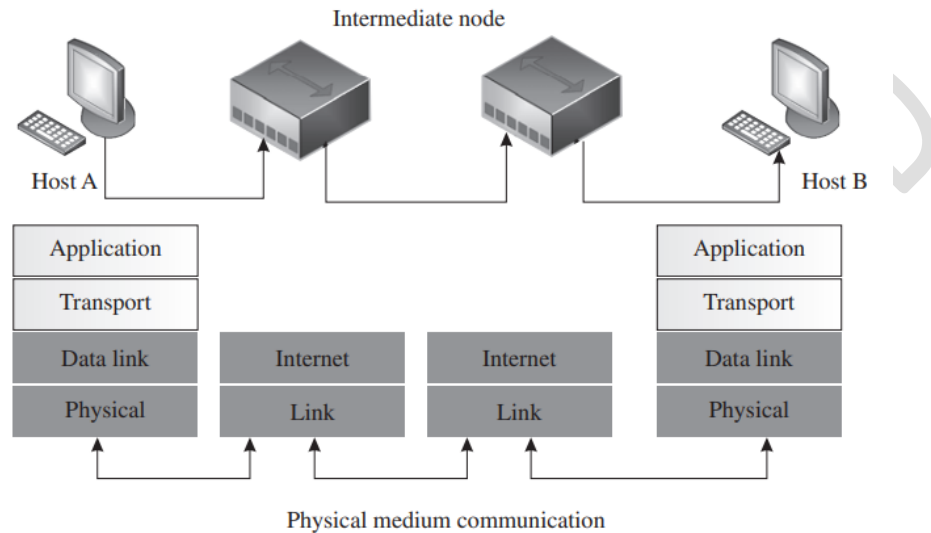 Intermediate node
Host A
Host B
Application
Application
Transport
Transport
Data link
Internet
Internet
Data link
Physical
Link
Link
Physical
Physical medium communication